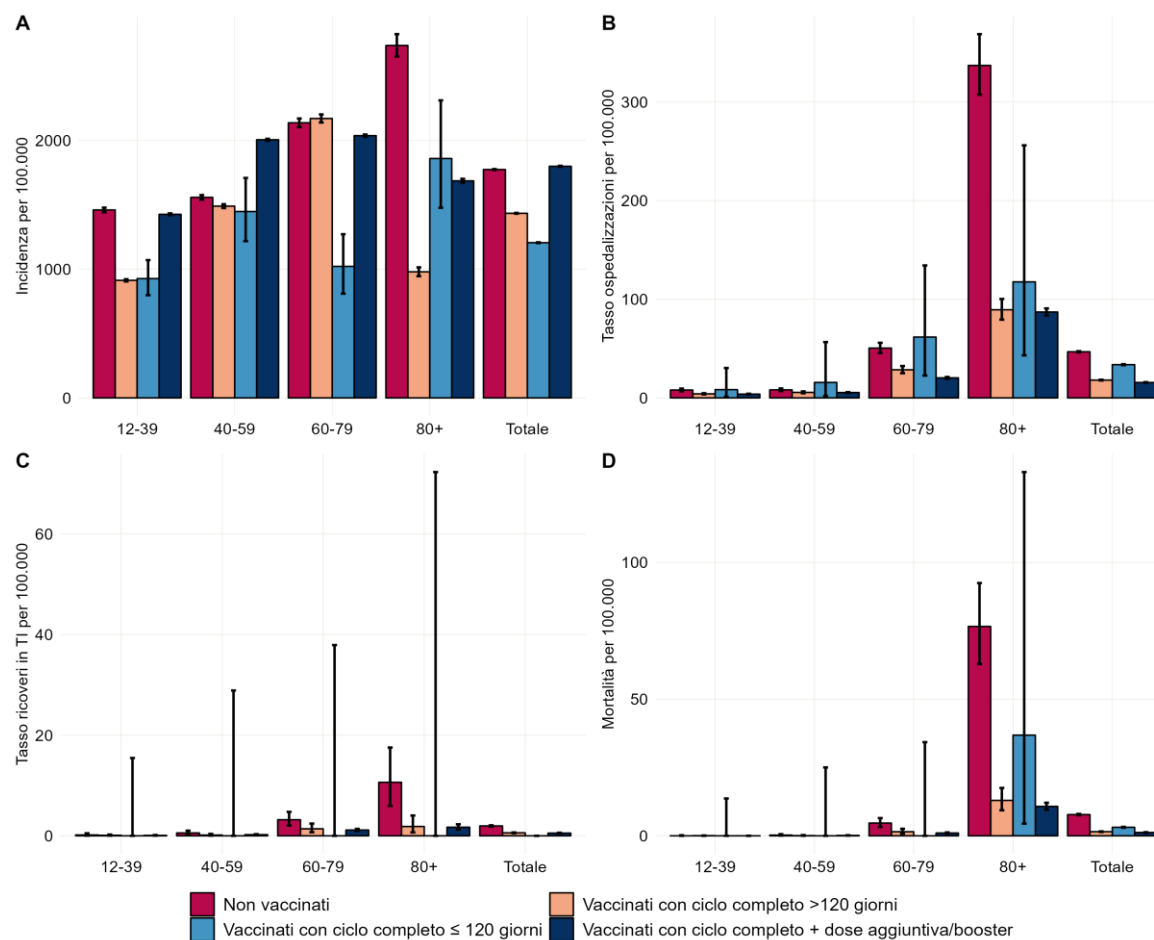 A
Incidenza per 100.000
2000
1000
0
12-39 40-59 60-79 80+ Totale
B
Tasso ospedalizzazioni per 100.000
300
200
100
0
12-39 40-59 60-79 80+ Totale
C
Tasso ricoveri in TI per 100.000
60
40
20
0
12-39 40-59 60-79 80+ Totale
D
Mortalità per 100.000
100
50
0
12-39 40-59 60-79 80+ Totale
Non vaccinati
Vaccinati con ciclo completo >120 giorni
Vaccinati con ciclo completo ≤ 120 giorni
Vaccinati con ciclo completo + dose aggiuntiva/booster